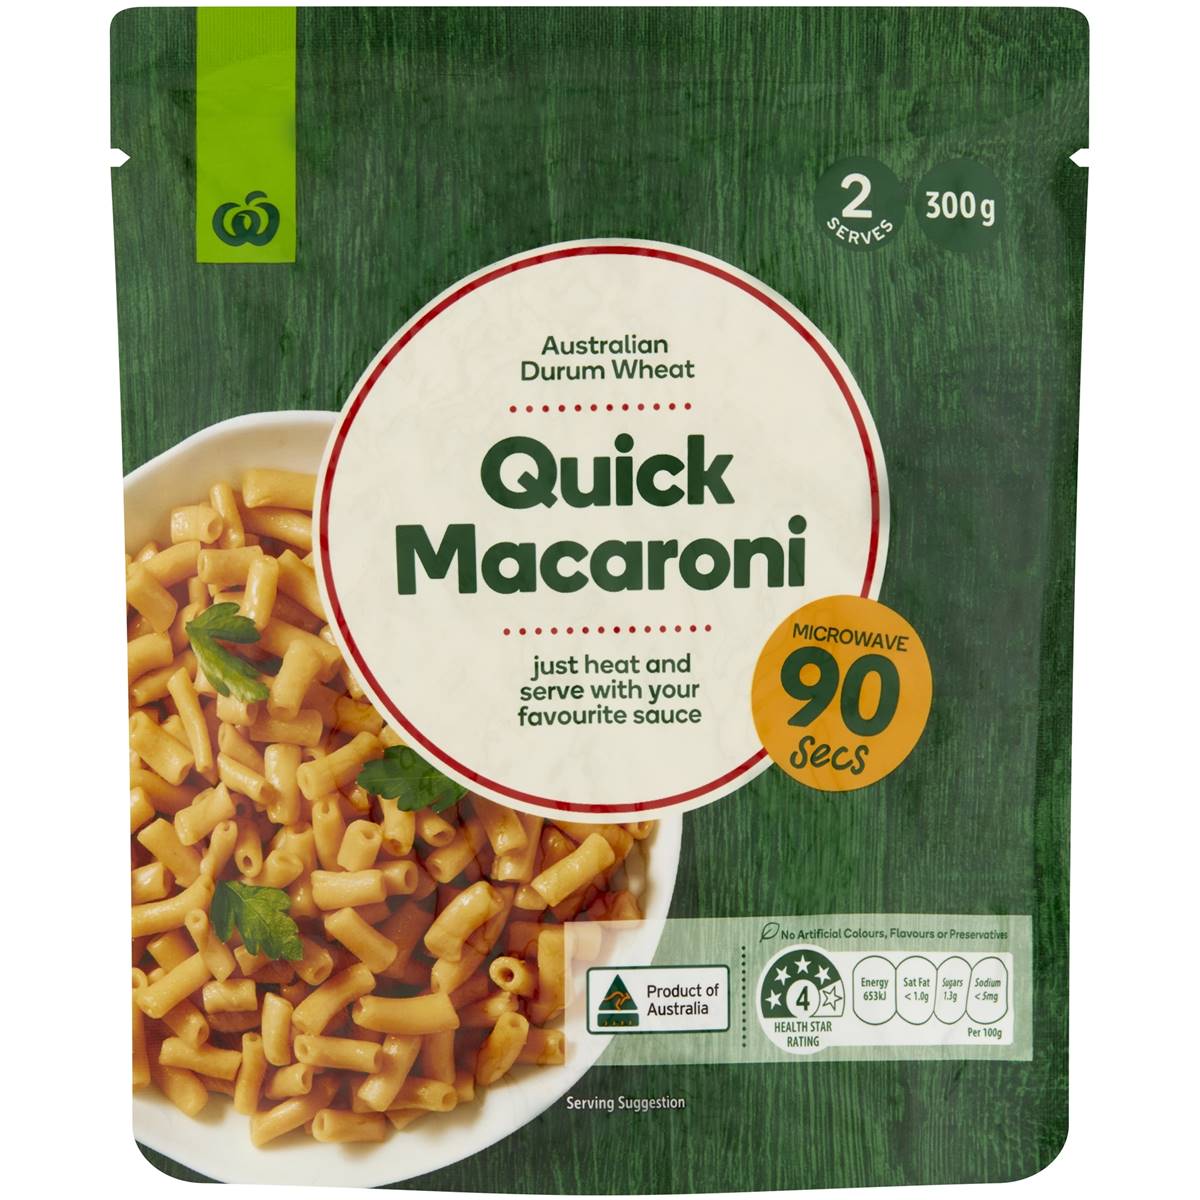 2
SERVES
300g
Australian
Durum Wheat
Quick
Macaroni
just heat and
serve with your
favourite sauce
MICROWAVE
90
secs
No Artificial Colours, Flavours or Preservatives
Product of
Australia
4
HEALTH STAR
RATING
Energy
653kJ
Sat Fat
< 1.0g
Sugars
1.3g
Sodium
< 5mg
Per 100g
Serving Suggestion